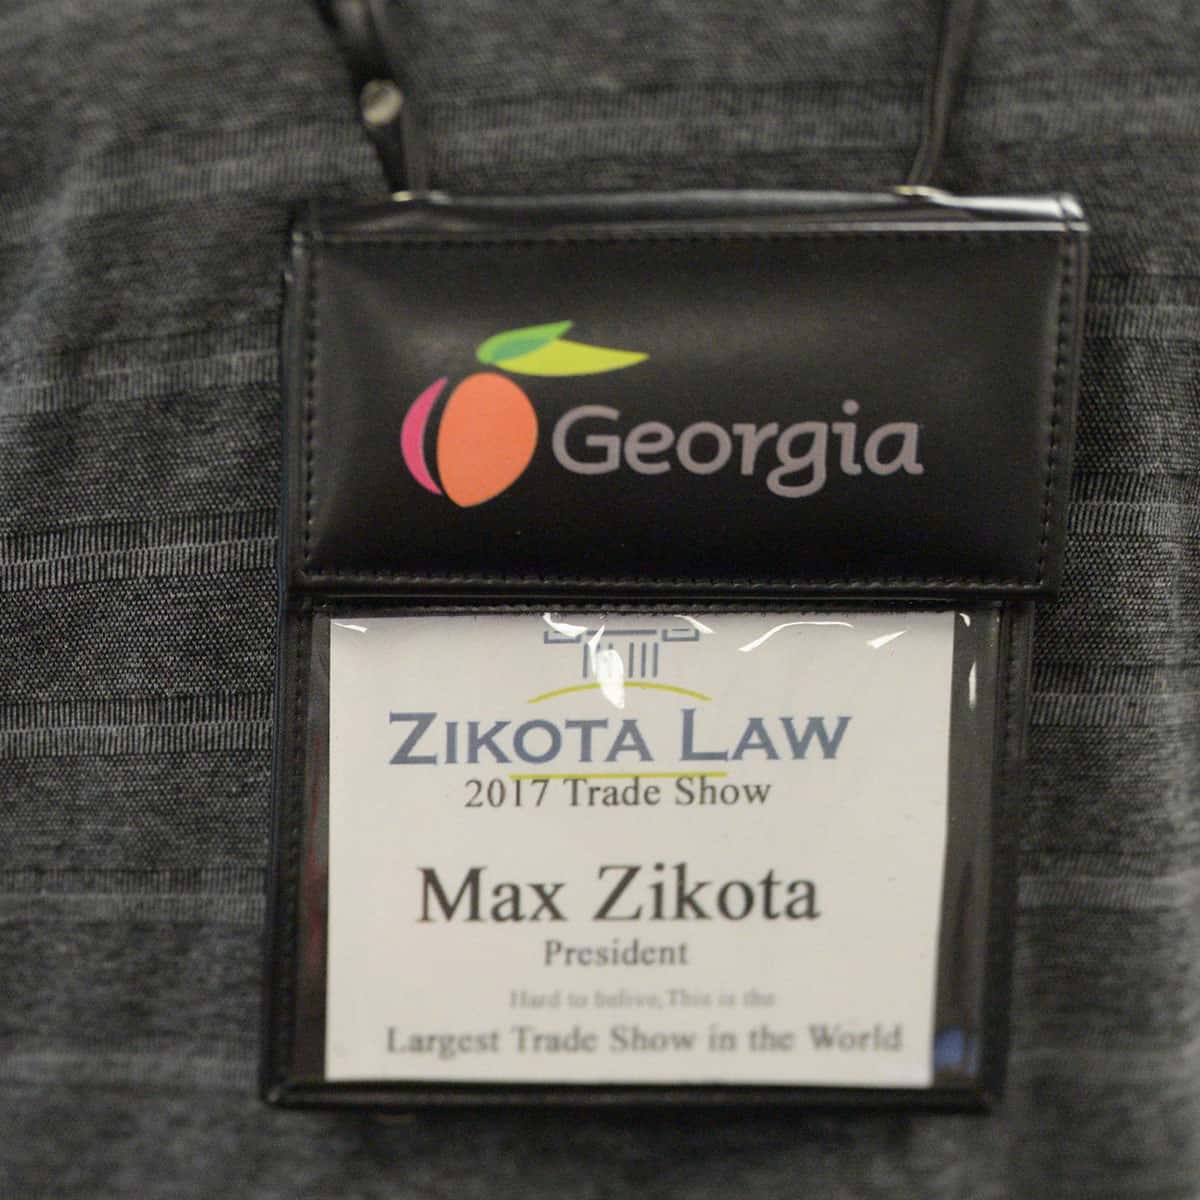 Georgia
ZIKOTA LAW
2017 Trade Show
Max Zikota
President
Hard to belive, This is the
Largest Trade Show in the World